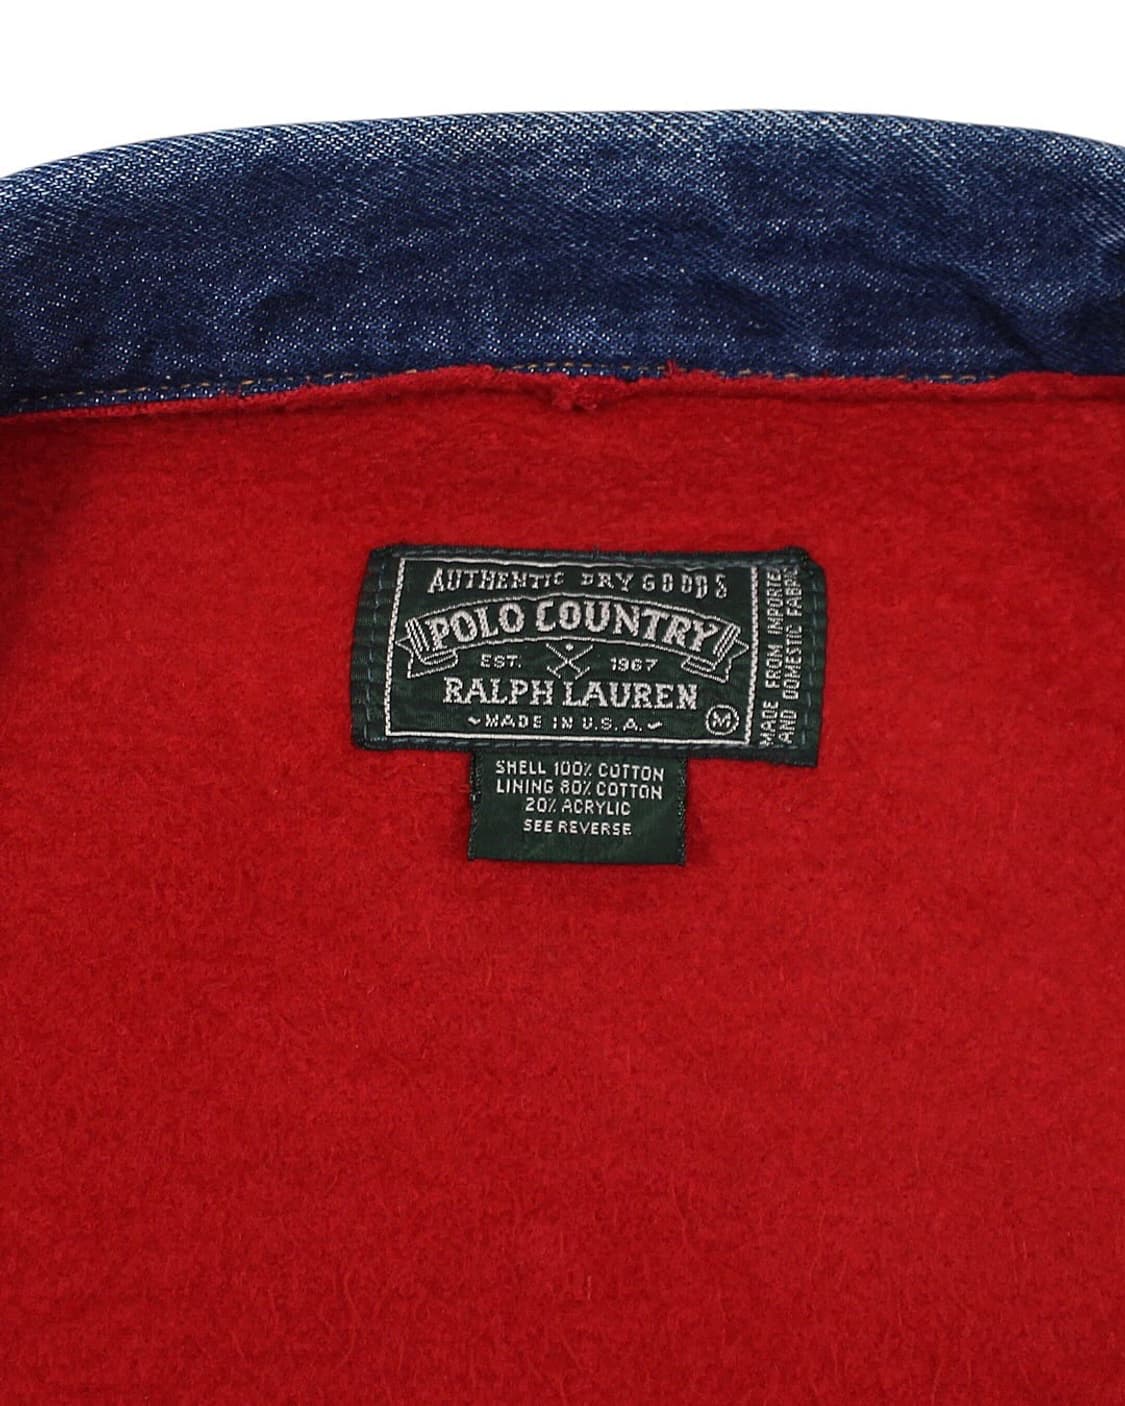 AUTHENTIC DRY GOODS
POLO COUNTRY
EST. 1967
RALPH LAUREN
MADE IN U.S.A.
M
MADE FROM IMPORTED
AND DOMESTIC FABRIC
SHELL 100% COTTON
LINING 80% COTTON
20% ACRYLIC
SEE REVERSE